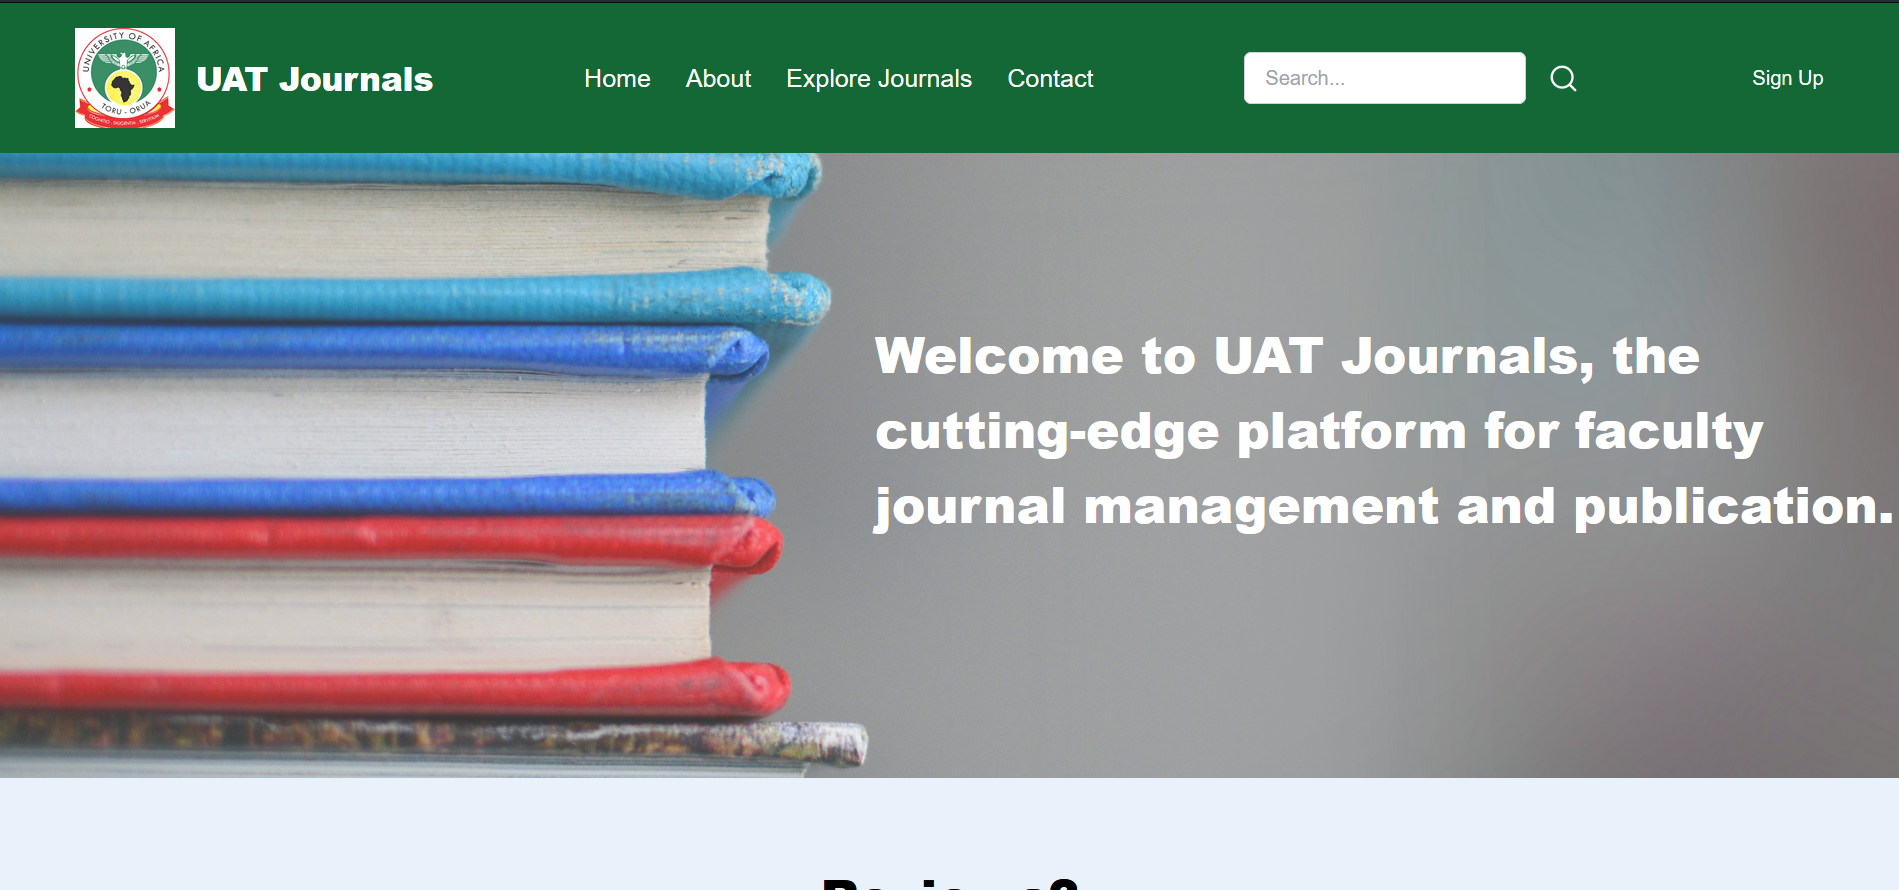 UNIVERSITY OF AFRICA
TORU - ORUA
UAT Journals
Home
About
Explore Journals
Contact
Search...
Sign Up
Welcome to UAT Journals, the
cutting-edge platform for faculty
journal management and publication.